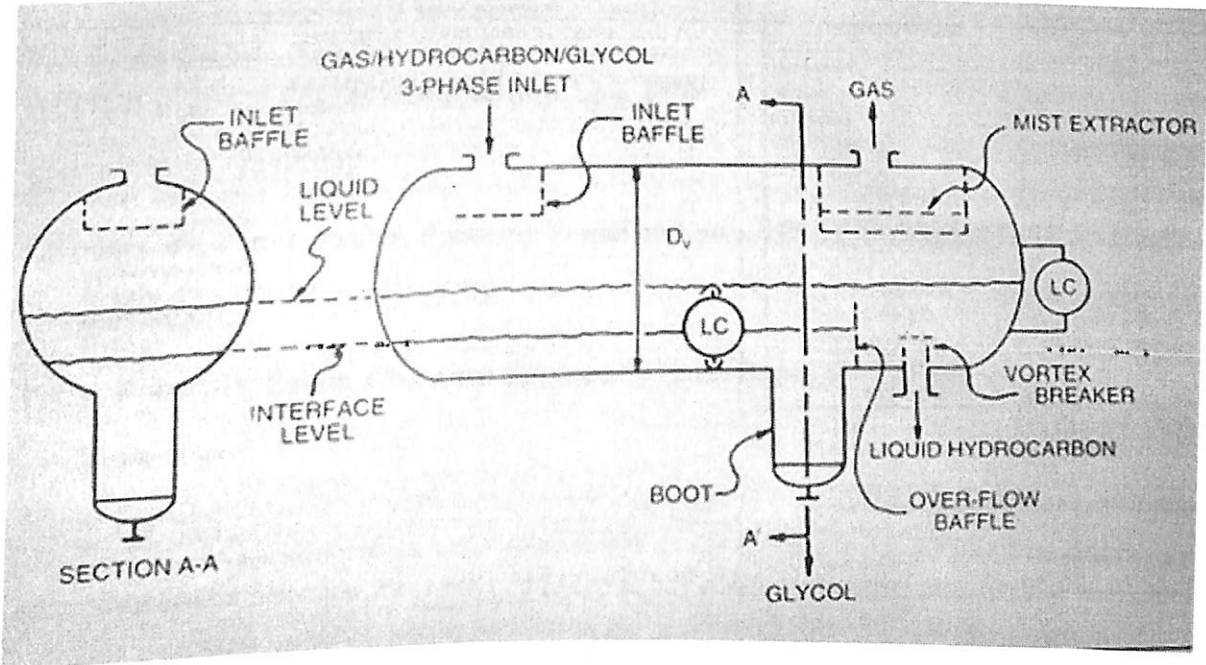 GAS/HYDROCARBON/GLYCOL
3-PHASE INLET
INLET
BAFFLE
LIQUID
LEVEL
INLET
BAFFLE
A
GAS
MIST EXTRACTOR
Dv
LC
LC
INTERFACE
LEVEL
VORTEX
BREAKER
LIQUID HYDROCARBON
BOOT
OVER-FLOW
BAFFLE
A'
GLYCOL
SECTION A-A